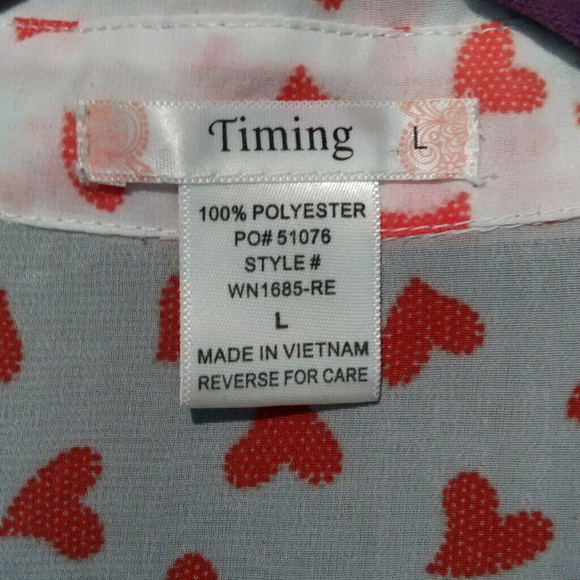 Timing L
100% POLYESTER
PO# 51076
STYLE #
WN1685-RE
L
MADE IN VIETNAM
REVERSE FOR CARE